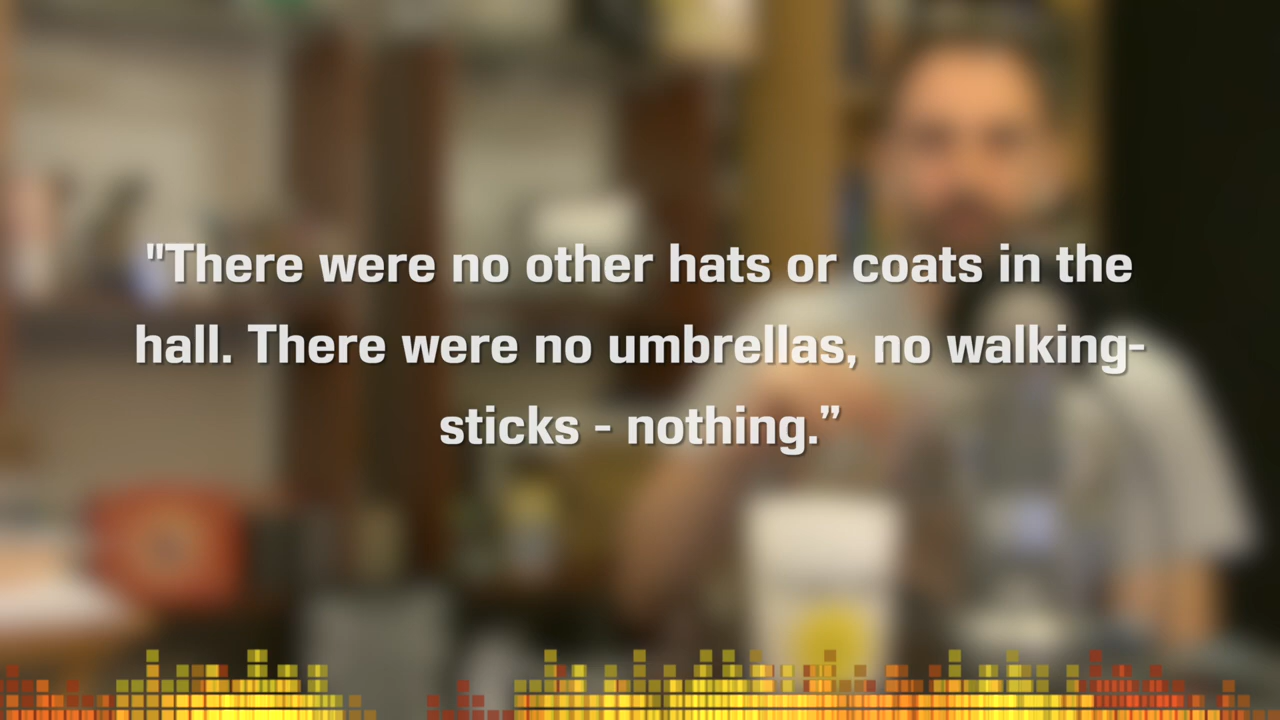 "There were no other hats or coats in the
hall. There were no umbrellas, no walking-
sticks - nothing.”